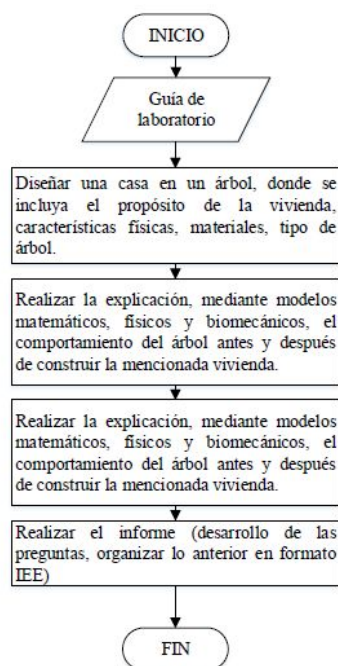 INICIO
Guía de
laboratorio
Diseñar una casa en un árbol, donde se
incluya el propósito de la vivienda,
características físicas, materiales, tipo de
árbol.
Realizar la explicación, mediante modelos
matemáticos, físicos y biomecánicos, el
comportamiento del árbol antes y después
de construir la mencionada vivienda.
Realizar la explicación, mediante modelos
matemáticos, físicos y biomecánicos, el
comportamiento del árbol antes y después
de construir la mencionada vivienda.
Realizar el informe (desarrollo de las
preguntas, organizar lo anterior en formato
IEE)
FIN